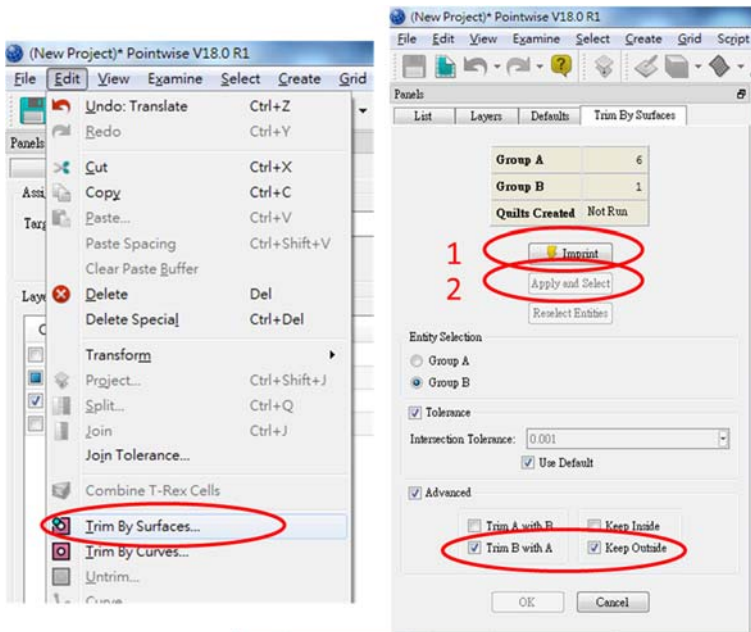 (New Project)* Pointwise V18.0 R1
File Edit View Examine Select Create Grid
Undo: Translate Ctrl+Z
Redo Ctrl+Y
Panels
Cut Ctrl+X
Assi
Copy Ctrl+C
Targ
Paste... Ctrl+V
Paste Spacing Ctrl+Shift+V
Clear Paste Buffer
Laye
Delete Del
Delete Special Ctrl+Del
Transform
Project... Ctrl+Shift+J
Split... Ctrl+Q
Join Ctrl+J
Join Tolerance...
Combine T-Rex Cells
Trim By Surfaces...
Trim By Curves...
Untrim...
Curve
(New Project)* Pointwise V18.0 R1
File Edit View Examine Select Create Grid Script
Panels
List Layers Defaults Trim By Surfaces
Group A 6
Group B 1
Quilts Created Not Run
1 Imprint
2 Apply and Select
Reselect Entities
Entity Selection
Group A
Group B
Tolerance
Intersection Tolerance: 0.001
Use Default
Advanced
Trim A with B Keep Inside
Trim B with A Keep Outside
OK Cancel